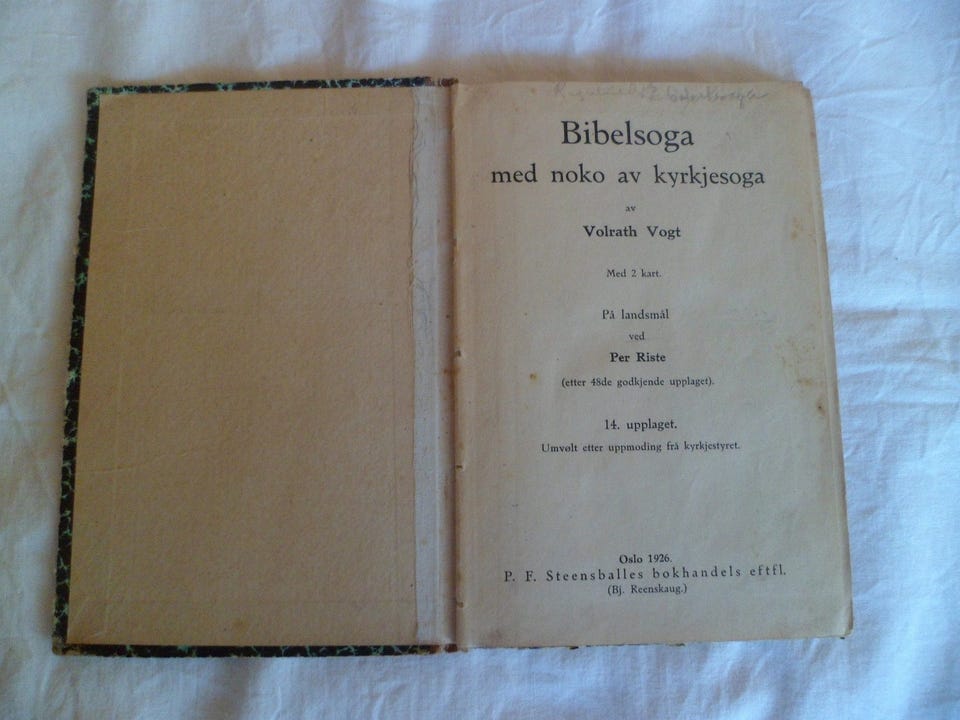 Bibelsoga
med noko av kyrkjesoga
av
Volrath Vogt
Med 2 kart.
På landsmål
ved
Per Riste
(etter 48de godkjende upplaget).
14. upplaget.
Umvølt etter uppmoding frå kyrkjestyret.
Oslo 1926.
P. F. Steensballes bokhandels eftfl.
(Bj. Reenskaug.)